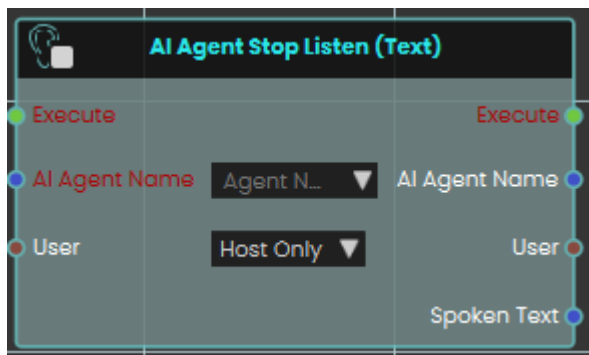 AI Agent Stop Listen (Text)
Execute Execute
AI Agent Name Agent N... AI Agent Name
User Host Only User
Spoken Text